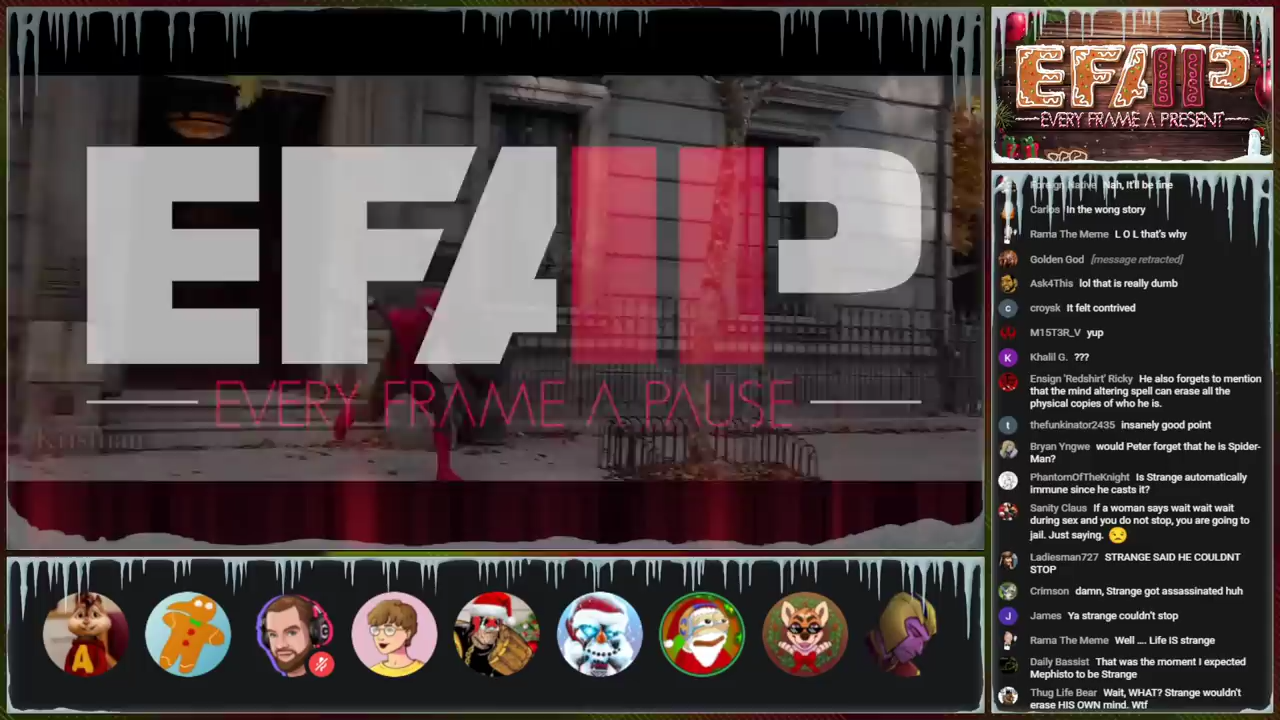 EFAP
EVERY FRAME A PAUSE
Krishnan
EFAP
EVERY FRAME A PRESENT
Foreign Native Nah, It'll be fine
Carlos In the wong story
Rama The Meme L O L that's why
Golden God [message retracted]
Ask4This lol that is really dumb
croysk It felt contrived
M15T3R_V yup
Khalil G. ???
Ensign 'Redshirt' Ricky He also forgets to mention
that the mind altering spell can erase all the
physical copies of who he is.
thefunkinator2435 insanely good point
Bryan Yngwe would Peter forget that he is Spider-
Man?
PhantomOfTheKnight Is Strange automatically
immune since he casts it?
Sanity Claus If a woman says wait wait wait
during sex and you do not stop, you are going to
jail. Just saying. 😒
Ladiesman727 STRANGE SAID HE COULDNT
STOP
Crimson damn, Strange got assassinated huh
James Ya strange couldn't stop
Rama The Meme Well .... Life IS strange
Daily Bassist That was the moment I expected
Mephisto to be Strange
Thug Life Bear Wait, WHAT? Strange wouldn't
erase HIS OWN mind. Wtf